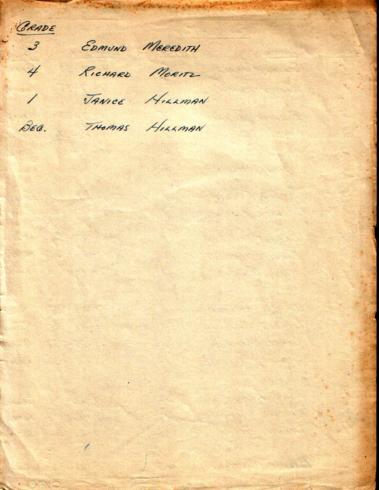 GRADE
3 EDMUND MEREDITH
4 RICHARD MORITZ
1 JANICE HILLMAN
BEG. THOMAS HILLMAN